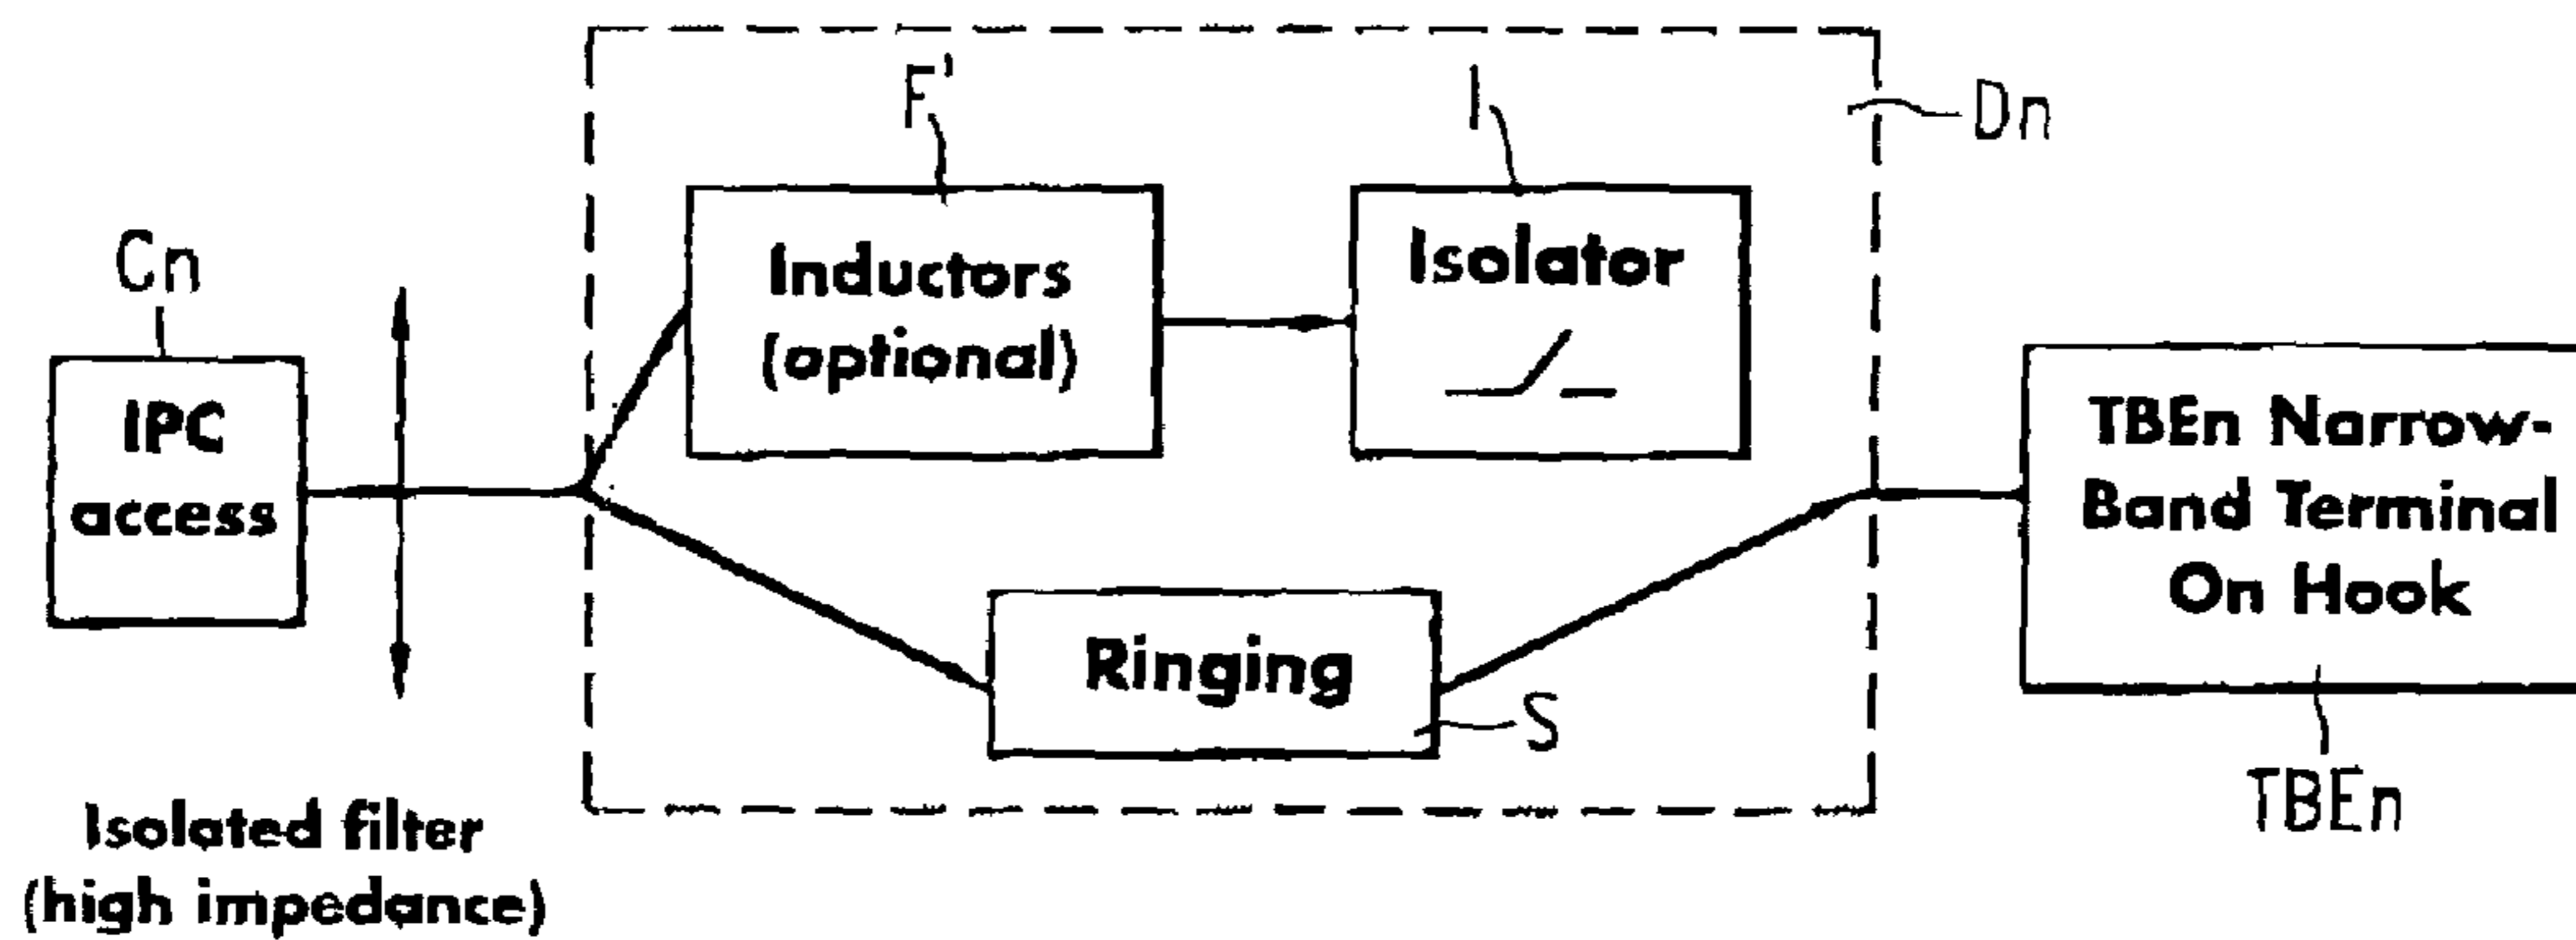 F'
I
Dn
Cn
Inductors
(optional)
Isolator
IPC
access
TBEn Narrow-
Band Terminal
On Hook
Ringing
S
TBEn
Isolated filter
(high impedance)